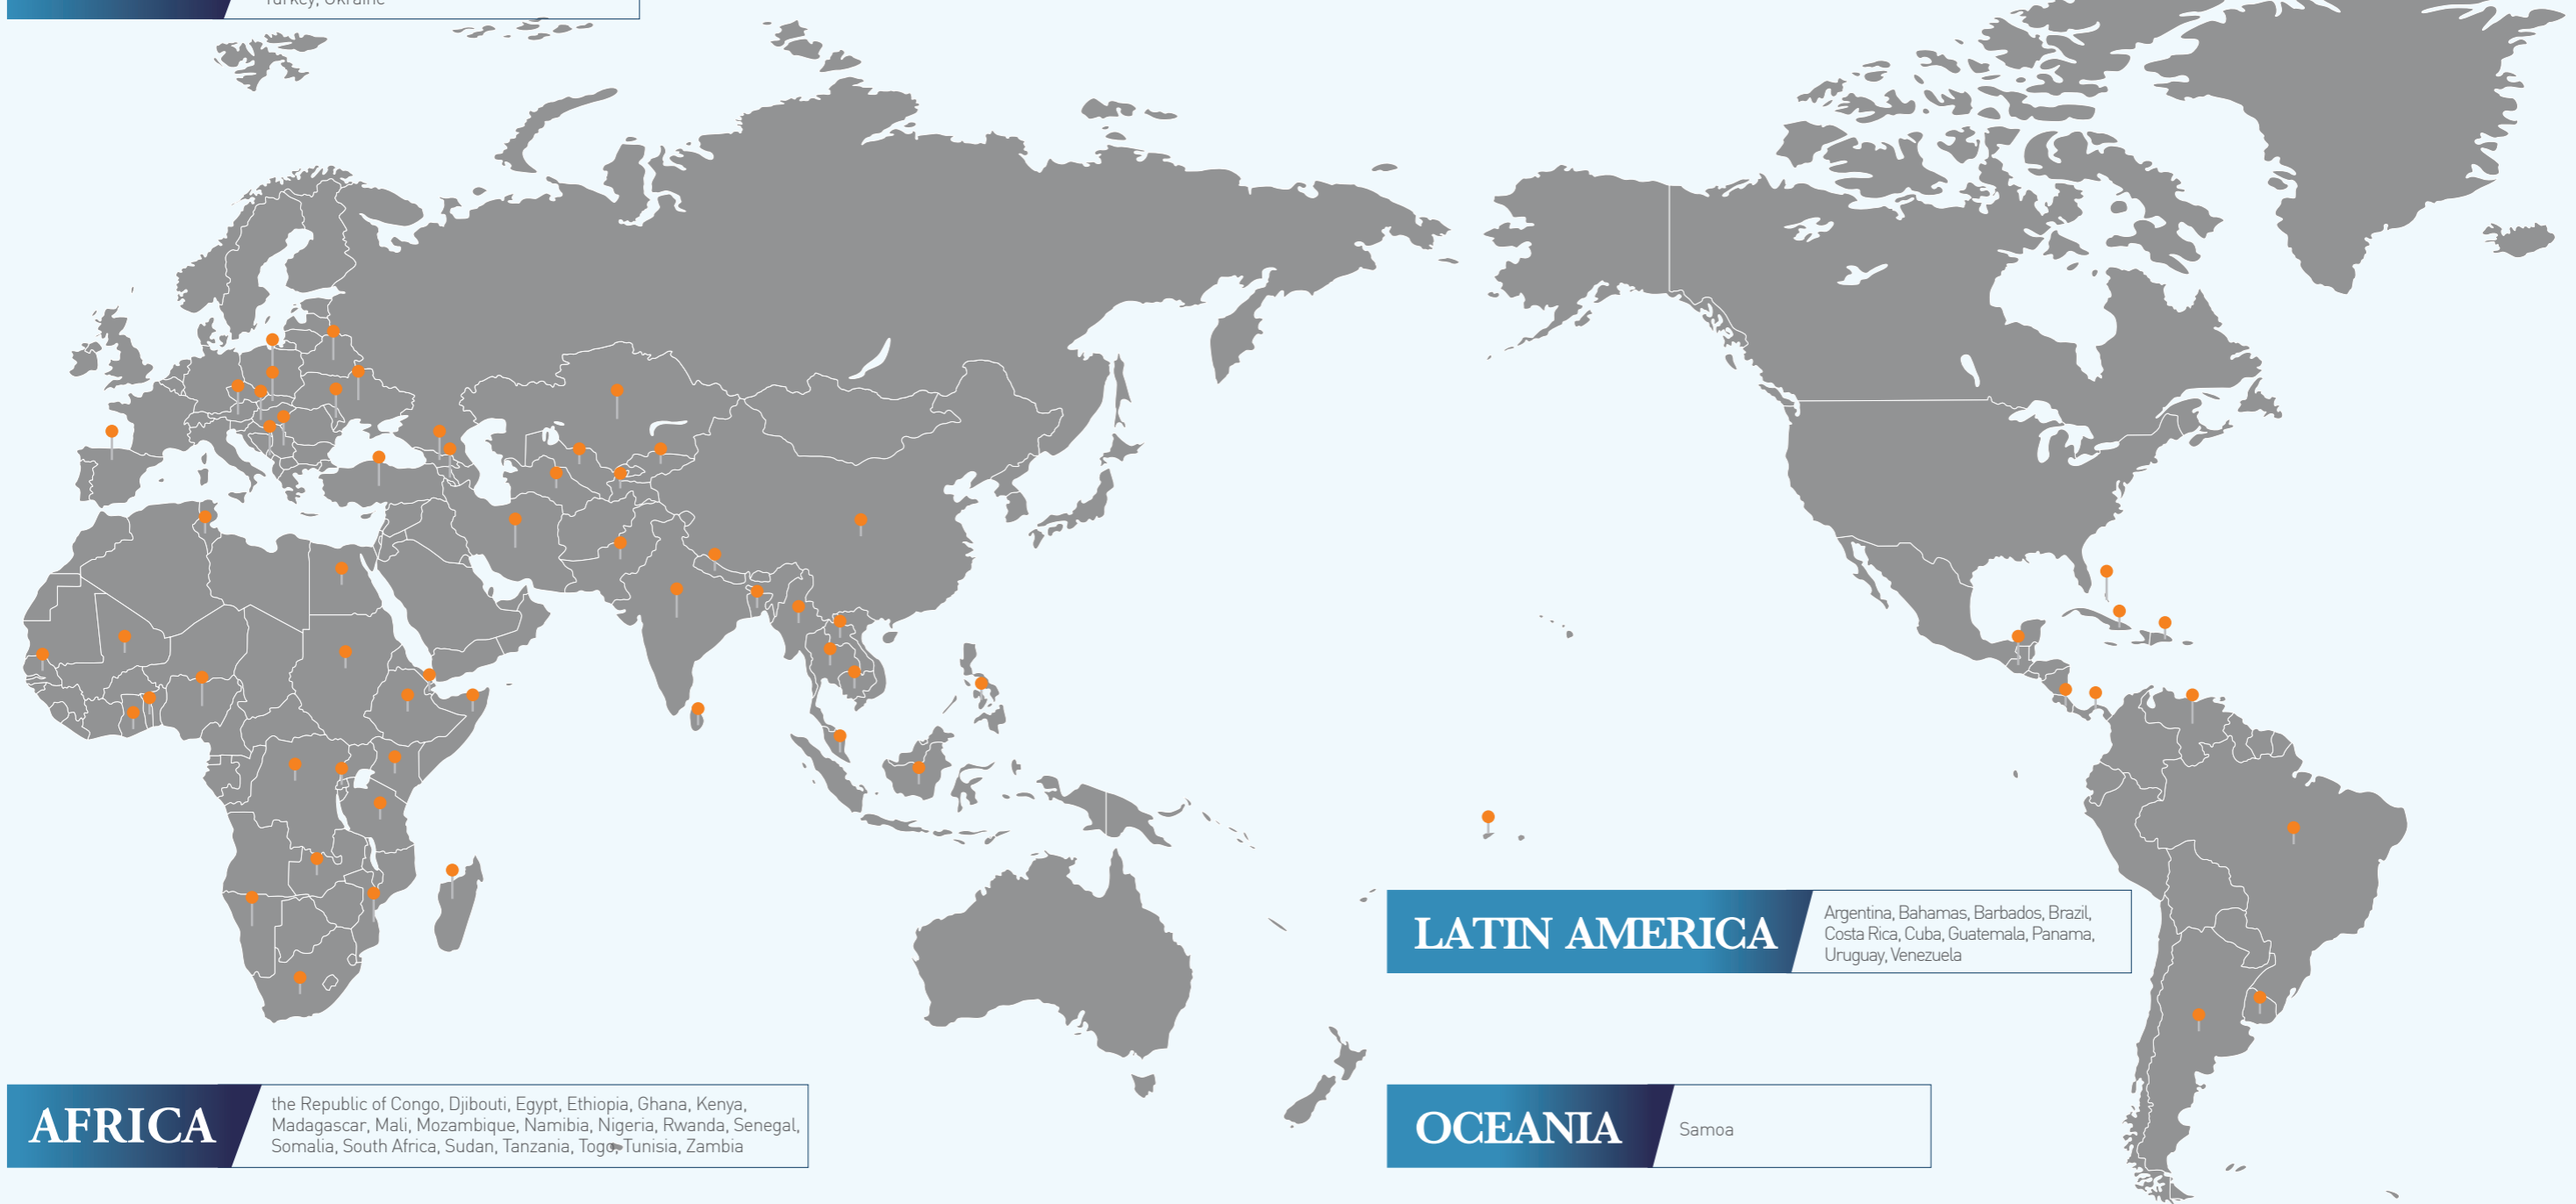 Turkey, Ukraine
LATIN AMERICA
Argentina, Bahamas, Barbados, Brazil,
Costa Rica, Cuba, Guatemala, Panama,
Uruguay, Venezuela
AFRICA
the Republic of Congo, Djibouti, Egypt, Ethiopia, Ghana, Kenya,
Madagascar, Mali, Mozambique, Namibia, Nigeria, Rwanda, Senegal,
Somalia, South Africa, Sudan, Tanzania, Togo, Tunisia, Zambia
OCEANIA
Samoa